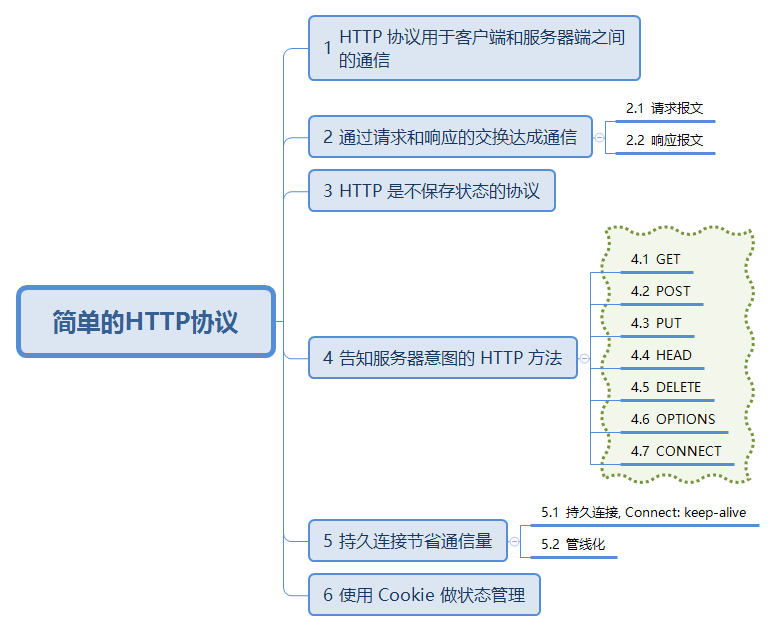 简单的HTTP协议
1 HTTP 协议用于客户端和服务器端之间
的通信
2 通过请求和响应的交换达成通信
2.1 请求报文
2.2 响应报文
3 HTTP 是不保存状态的协议
4 告知服务器意图的 HTTP 方法
4.1 GET
4.2 POST
4.3 PUT
4.4 HEAD
4.5 DELETE
4.6 OPTIONS
4.7 CONNECT
5 持久连接节省通信量
5.1 持久连接, Connect: keep-alive
5.2 管线化
6 使用 Cookie 做状态管理